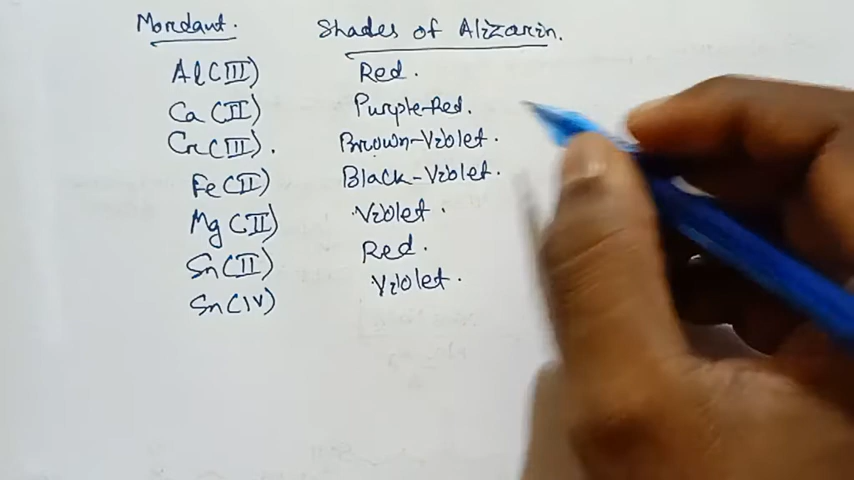 Mordant. Shades of Alizarin.
Al(III) Red.
Ca(II) Purple-Red.
Cr(III). Brown-Violet.
Fe(II) Black-Violet.
Mg(II) Violet.
Sn(II) Red.
Sn(IV) Violet.